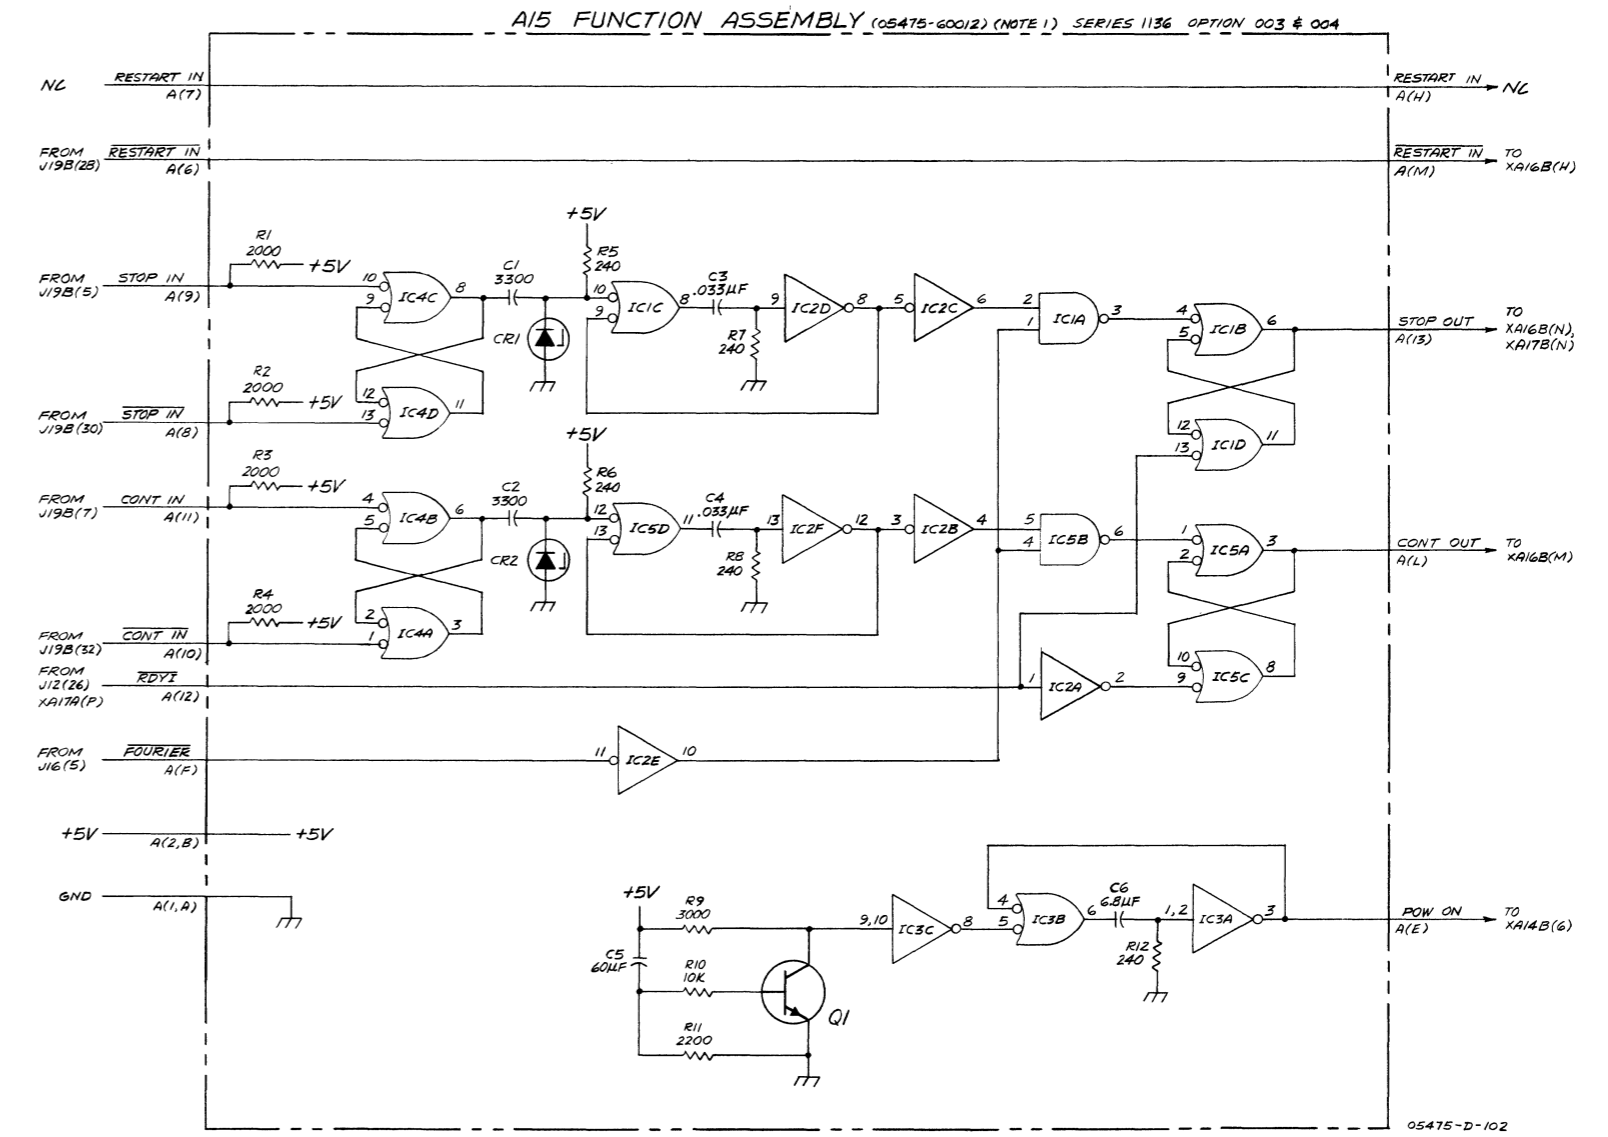 A15 FUNCTION ASSEMBLY (05475-60012) (NOTE 1) SERIES 1136 OPTION 003 & 004
NC
RESTART IN
A(7)
RESTART IN
A(H)
NC
FROM
J19B(28)
RESTART IN
A(6)
RESTART IN
A(M)
TO
XA16B(H)
FROM
J19B(5)
STOP IN
A(9)
R1
2000
+5V
10
9
IC4C
8
C1
3300
CR1
+5V
R5
240
10
9
IC1C
8
C3
.033µF
R7
240
9
IC2D
8
5
IC2C
6
2
1
IC1A
3
4
5
IC1B
6
STOP OUT
A(13)
TO
XA16B(N),
XA17B(N)
FROM
J19B(30)
STOP IN
A(8)
R2
2000
+5V
12
13
IC4D
11
12
13
IC1D
11
FROM
J19B(7)
CONT IN
A(11)
R3
2000
+5V
4
5
IC4B
6
C2
3300
CR2
+5V
R6
240
12
13
IC5D
11
C4
.033µF
R8
240
13
IC2F
12
3
IC2B
4
5
4
IC5B
6
1
2
IC5A
3
CONT OUT
A(L)
TO
XA16B(M)
FROM
J19B(32)
CONT IN
A(10)
R4
2000
+5V
2
1
IC4A
3
FROM
J12(26)
XA17A(P)
RDYI
A(12)
1
IC2A
2
10
9
IC5C
8
FROM
J16(5)
FOURIER
A(F)
11
IC2E
10
+5V
A(2,B)
+5V
GND
A(1,A)
+5V
C5
60µF
R9
3000
R10
10K
R11
2200
Q1
9,10
IC3C
8
4
5
IC3B
6
C6
6.8µF
R12
240
1,2
IC3A
3
POW ON
A(E)
TO
XA14B(6)
05475-D-102